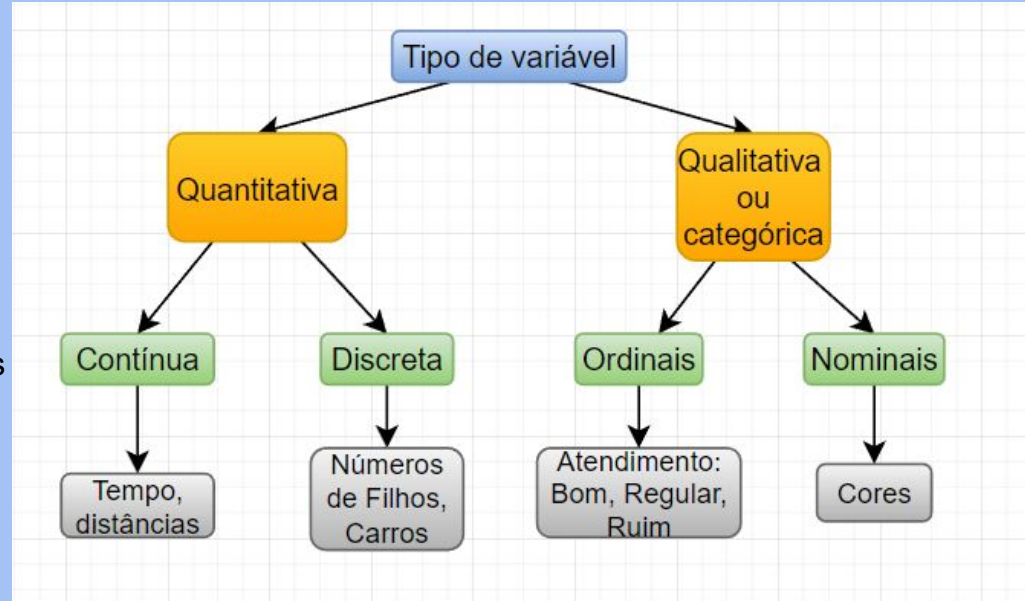 Tipo de variável
Quantitativa
Qualitativa
ou
categórica
s
Contínua
Discreta
Ordinais
Nominais
Tempo,
distâncias
Números
de Filhos,
Carros
Atendimento:
Bom, Regular,
Ruim
Cores